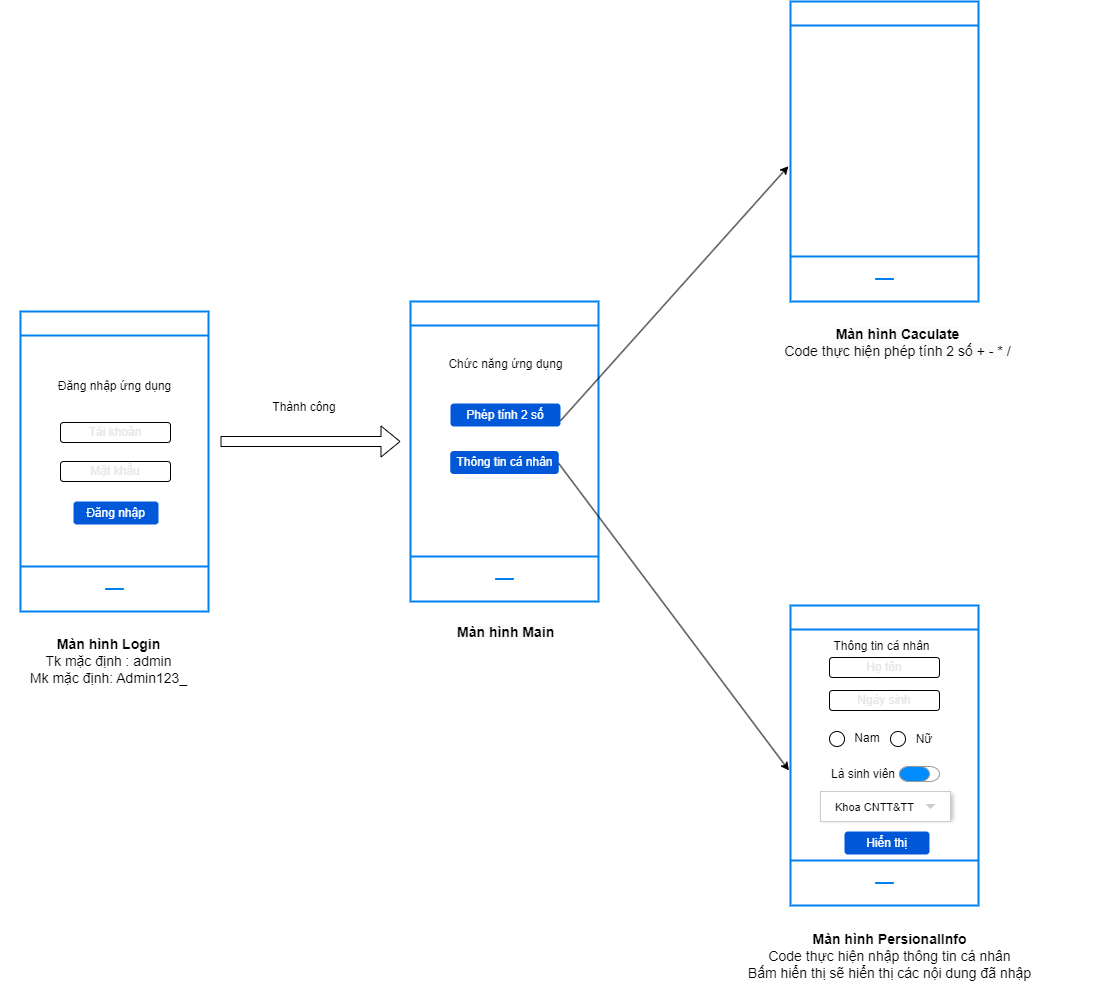 Đăng nhập ứng dụng
Tài khoản
Mật khẩu
Đăng nhập
Màn hình Login
Tk mặc định : admin
Mk mặc định: Admin123_
Thành công
Chức năng ứng dụng
Phép tính 2 số
Thông tin cá nhân
Màn hình Main
Màn hình Caculate
Code thực hiện phép tính 2 số + - * /
Thông tin cá nhân
Họ tên
Ngày sinh
Nam Nữ
Là sinh viên
Khoa CNTT&TT
Hiển thị
Màn hình PersionalInfo
Code thực hiện nhập thông tin cá nhân
Bấm hiển thị sẽ hiển thị các nội dung đã nhập